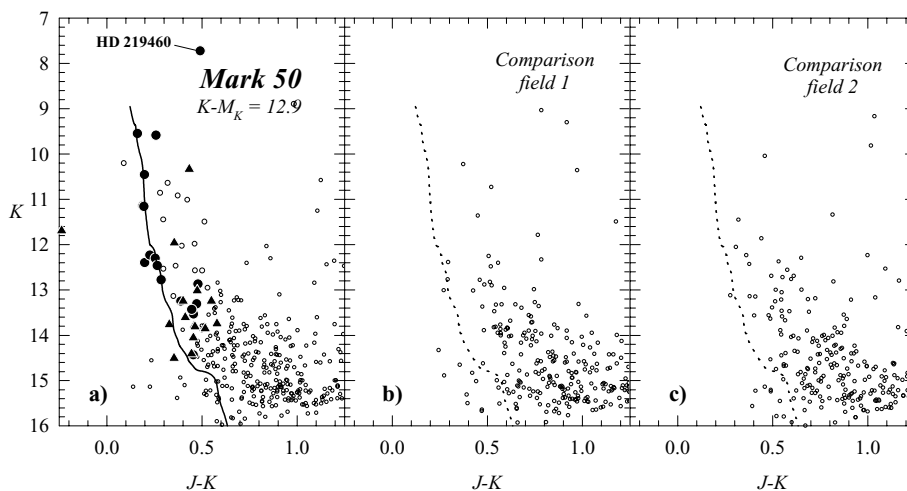 7
8
9
10
11
12
13
14
15
16
K
HD 219460
Mark 50
K-M_K = 12.9
a)
0.0
0.5
1.0
J-K
Comparison
field 1
b)
0.0
0.5
1.0
J-K
Comparison
field 2
c)
0.0
0.5
1.0
J-K